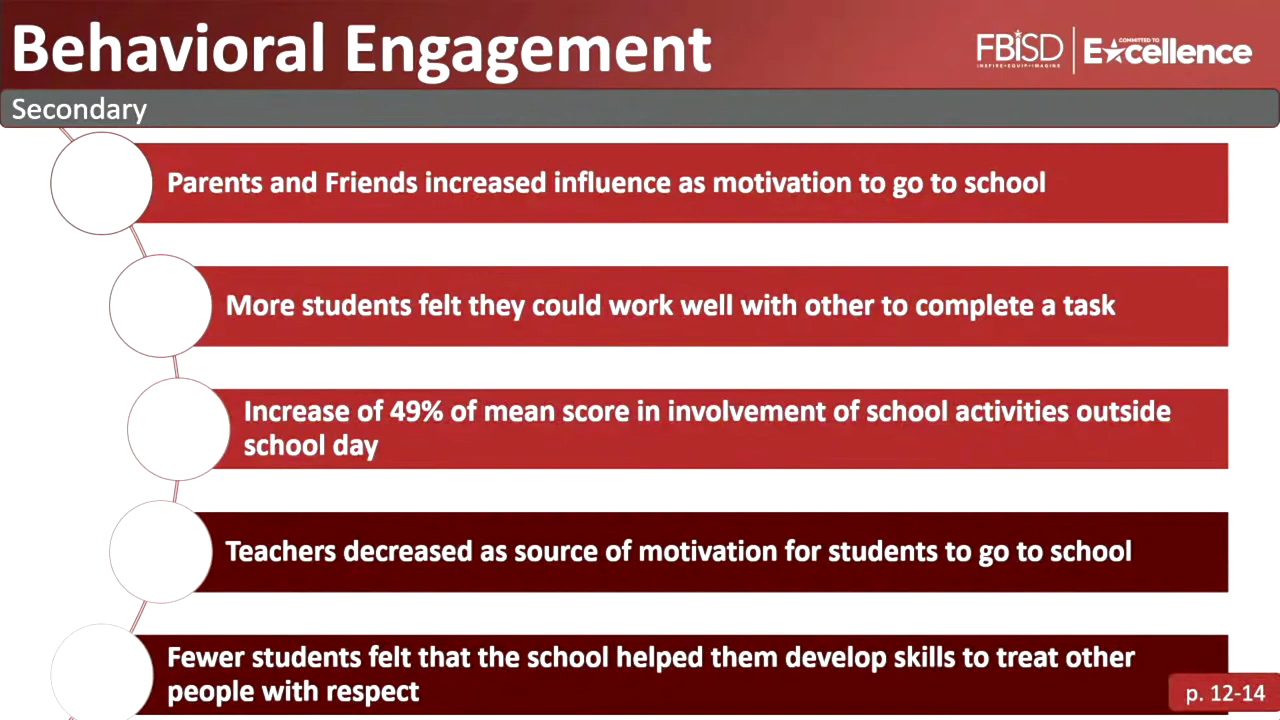 Behavioral Engagement
FBISD
INSPIRE•EQUIP•IMAGINE
COMMITTED TO
Excellence
Secondary
Parents and Friends increased influence as motivation to go to school
More students felt they could work well with other to complete a task
Increase of 49% of mean score in involvement of school activities outside
school day
Teachers decreased as source of motivation for students to go to school
Fewer students felt that the school helped them develop skills to treat other
people with respect
p. 12-14